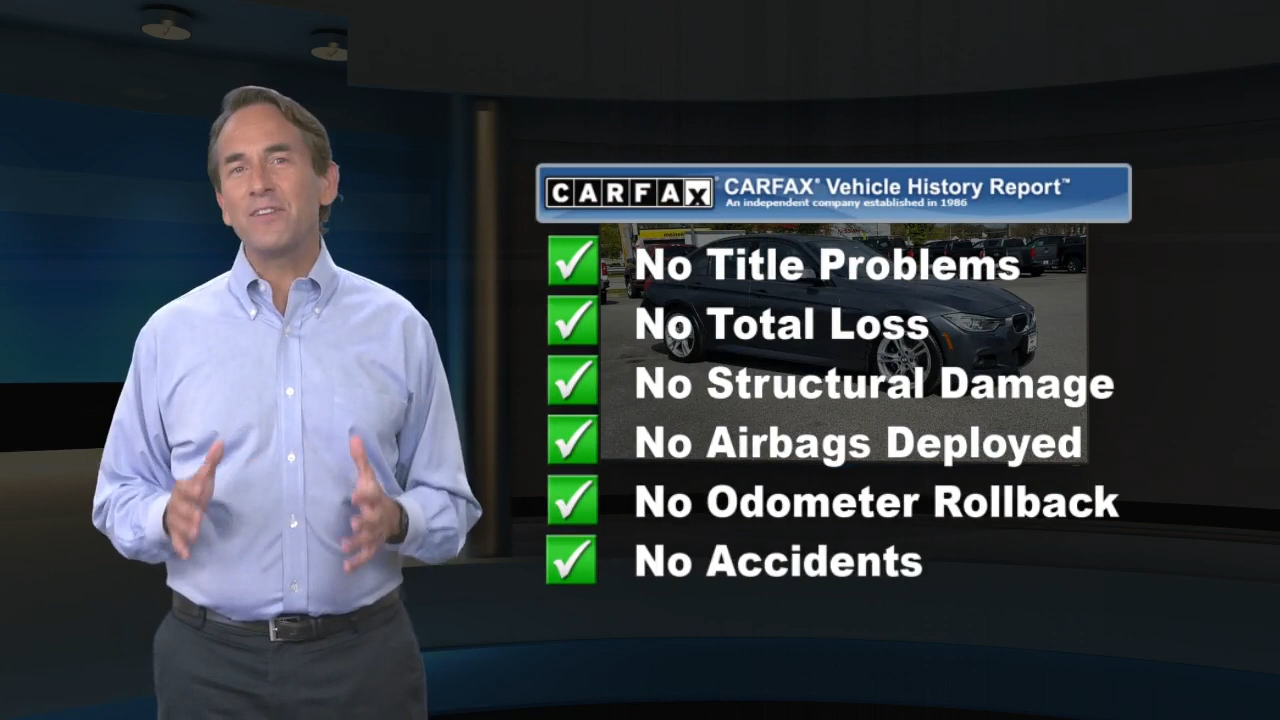 CARFAX® CARFAX® Vehicle History Report™
An independent company established in 1986
No Title Problems
No Total Loss
No Structural Damage
No Airbags Deployed
No Odometer Rollback
No Accidents